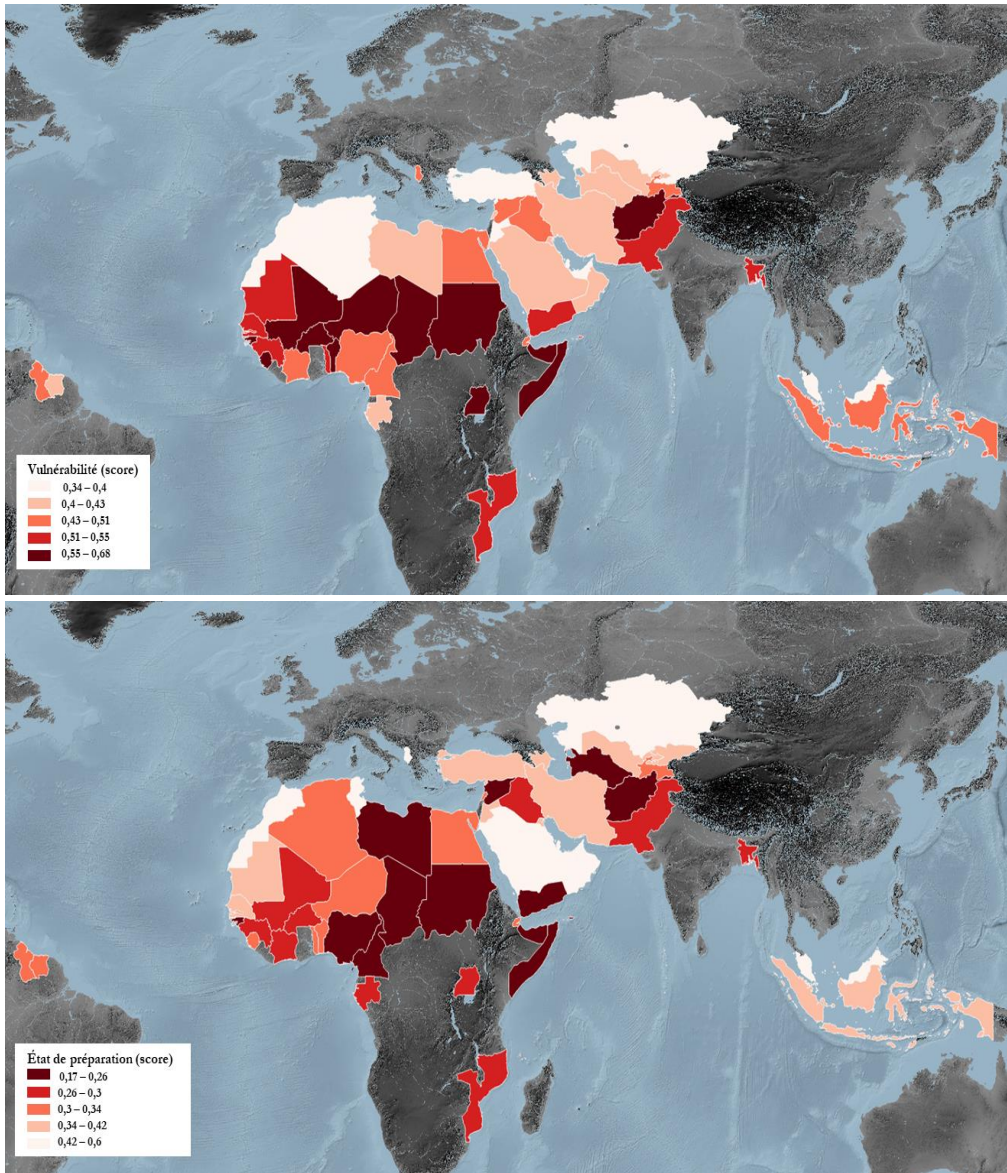 Vulnérabilité (score)
0,34 – 0,4
0,4 – 0,43
0,43 – 0,51
0,51 – 0,55
0,55 – 0,68
État de préparation (score)
0,17 – 0,26
0,26 – 0,3
0,3 – 0,34
0,34 – 0,42
0,42 – 0,6